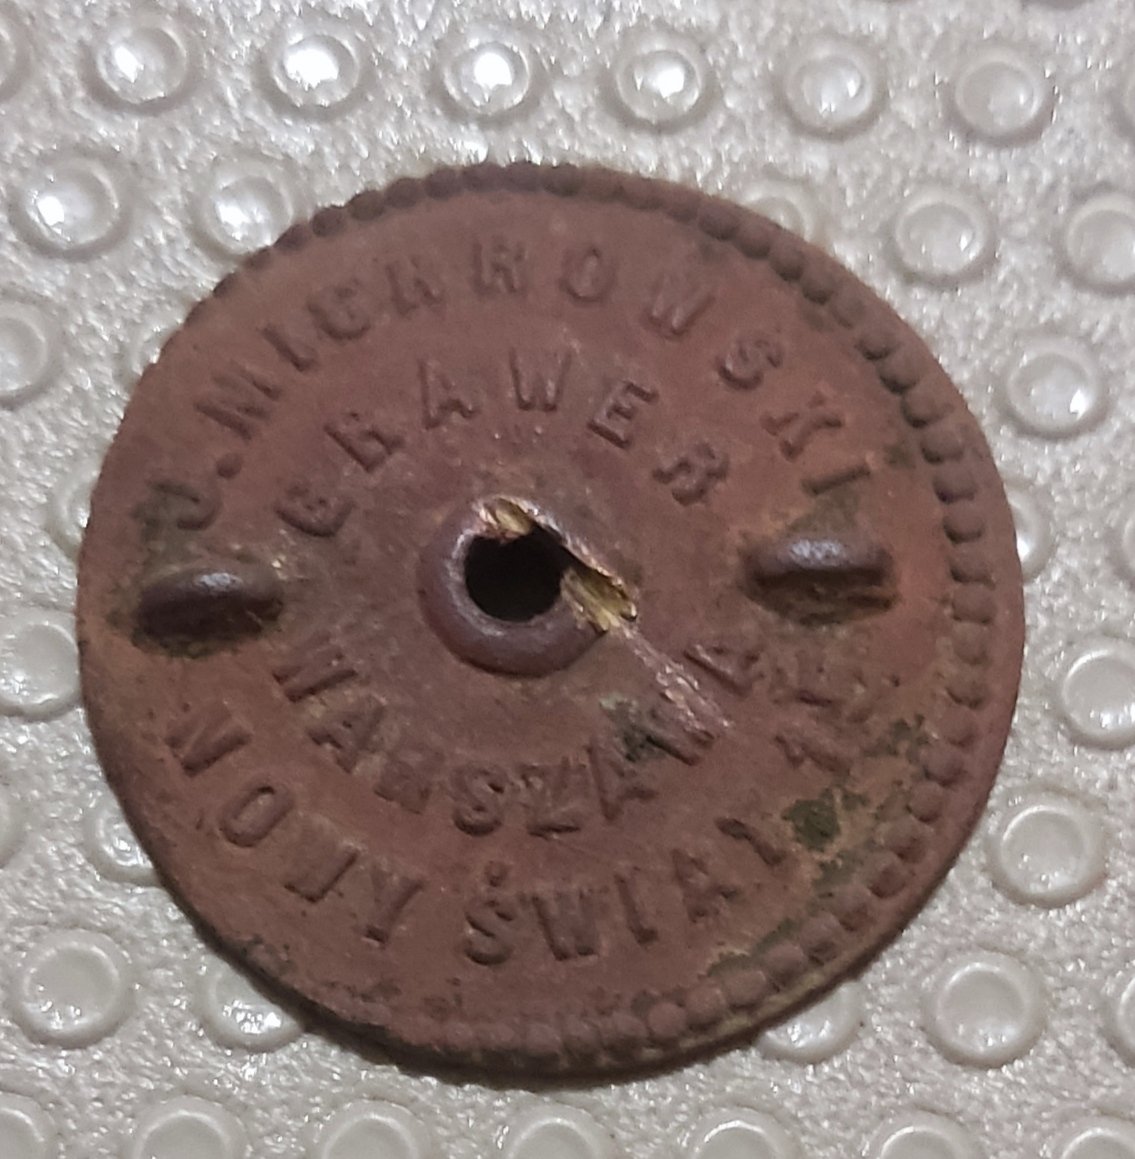 J. MICHROWSKI
GRAWER
WARSZAWA
NOWY ŚWIAT